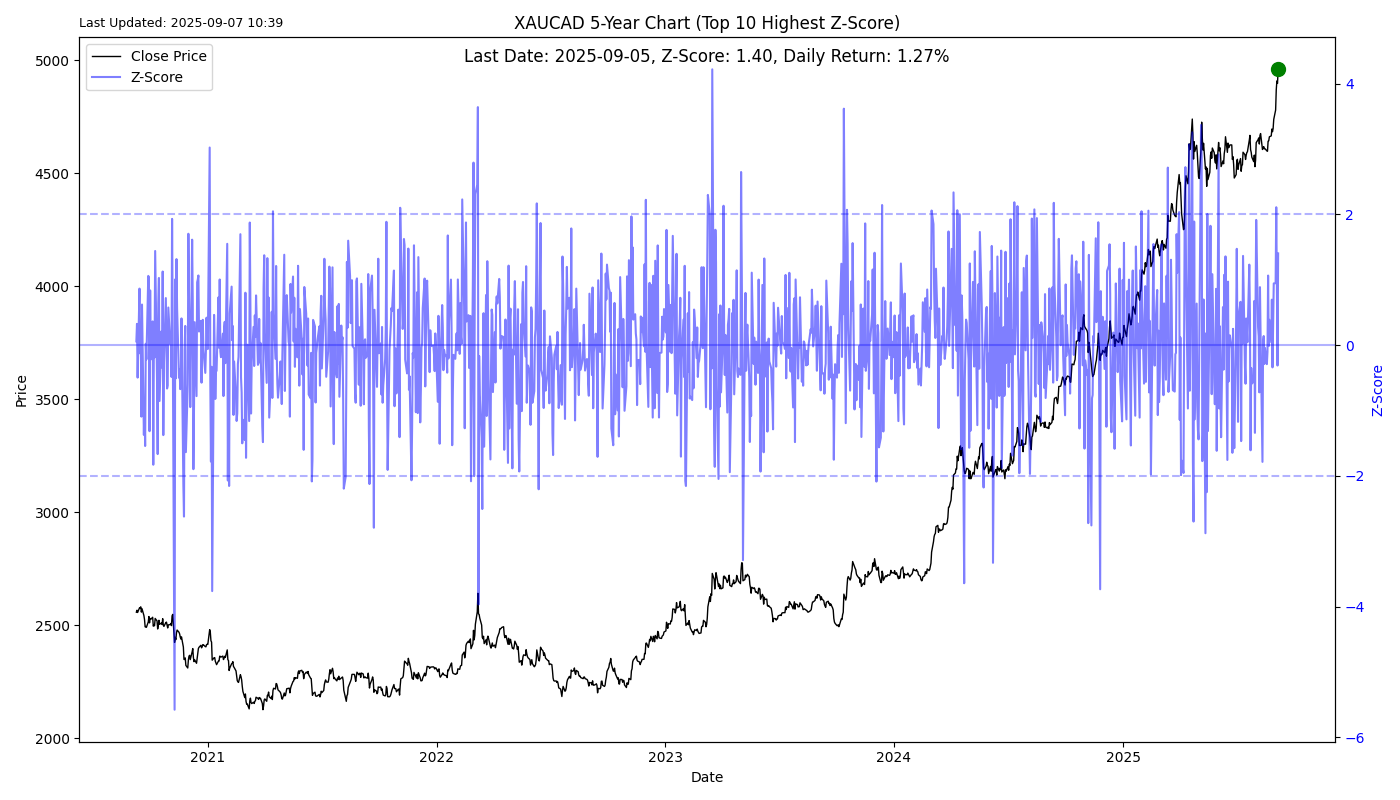 Last Updated: 2025-09-07 10:39
XAUCAD 5-Year Chart (Top 10 Highest Z-Score)
Last Date: 2025-09-05, Z-Score: 1.40, Daily Return: 1.27%
Close Price
Z-Score
5000
4500
4000
3500
3000
2500
2000
Price
4
2
0
−2
−4
−6
Z-Score
2021
2022
2023
2024
2025
Date